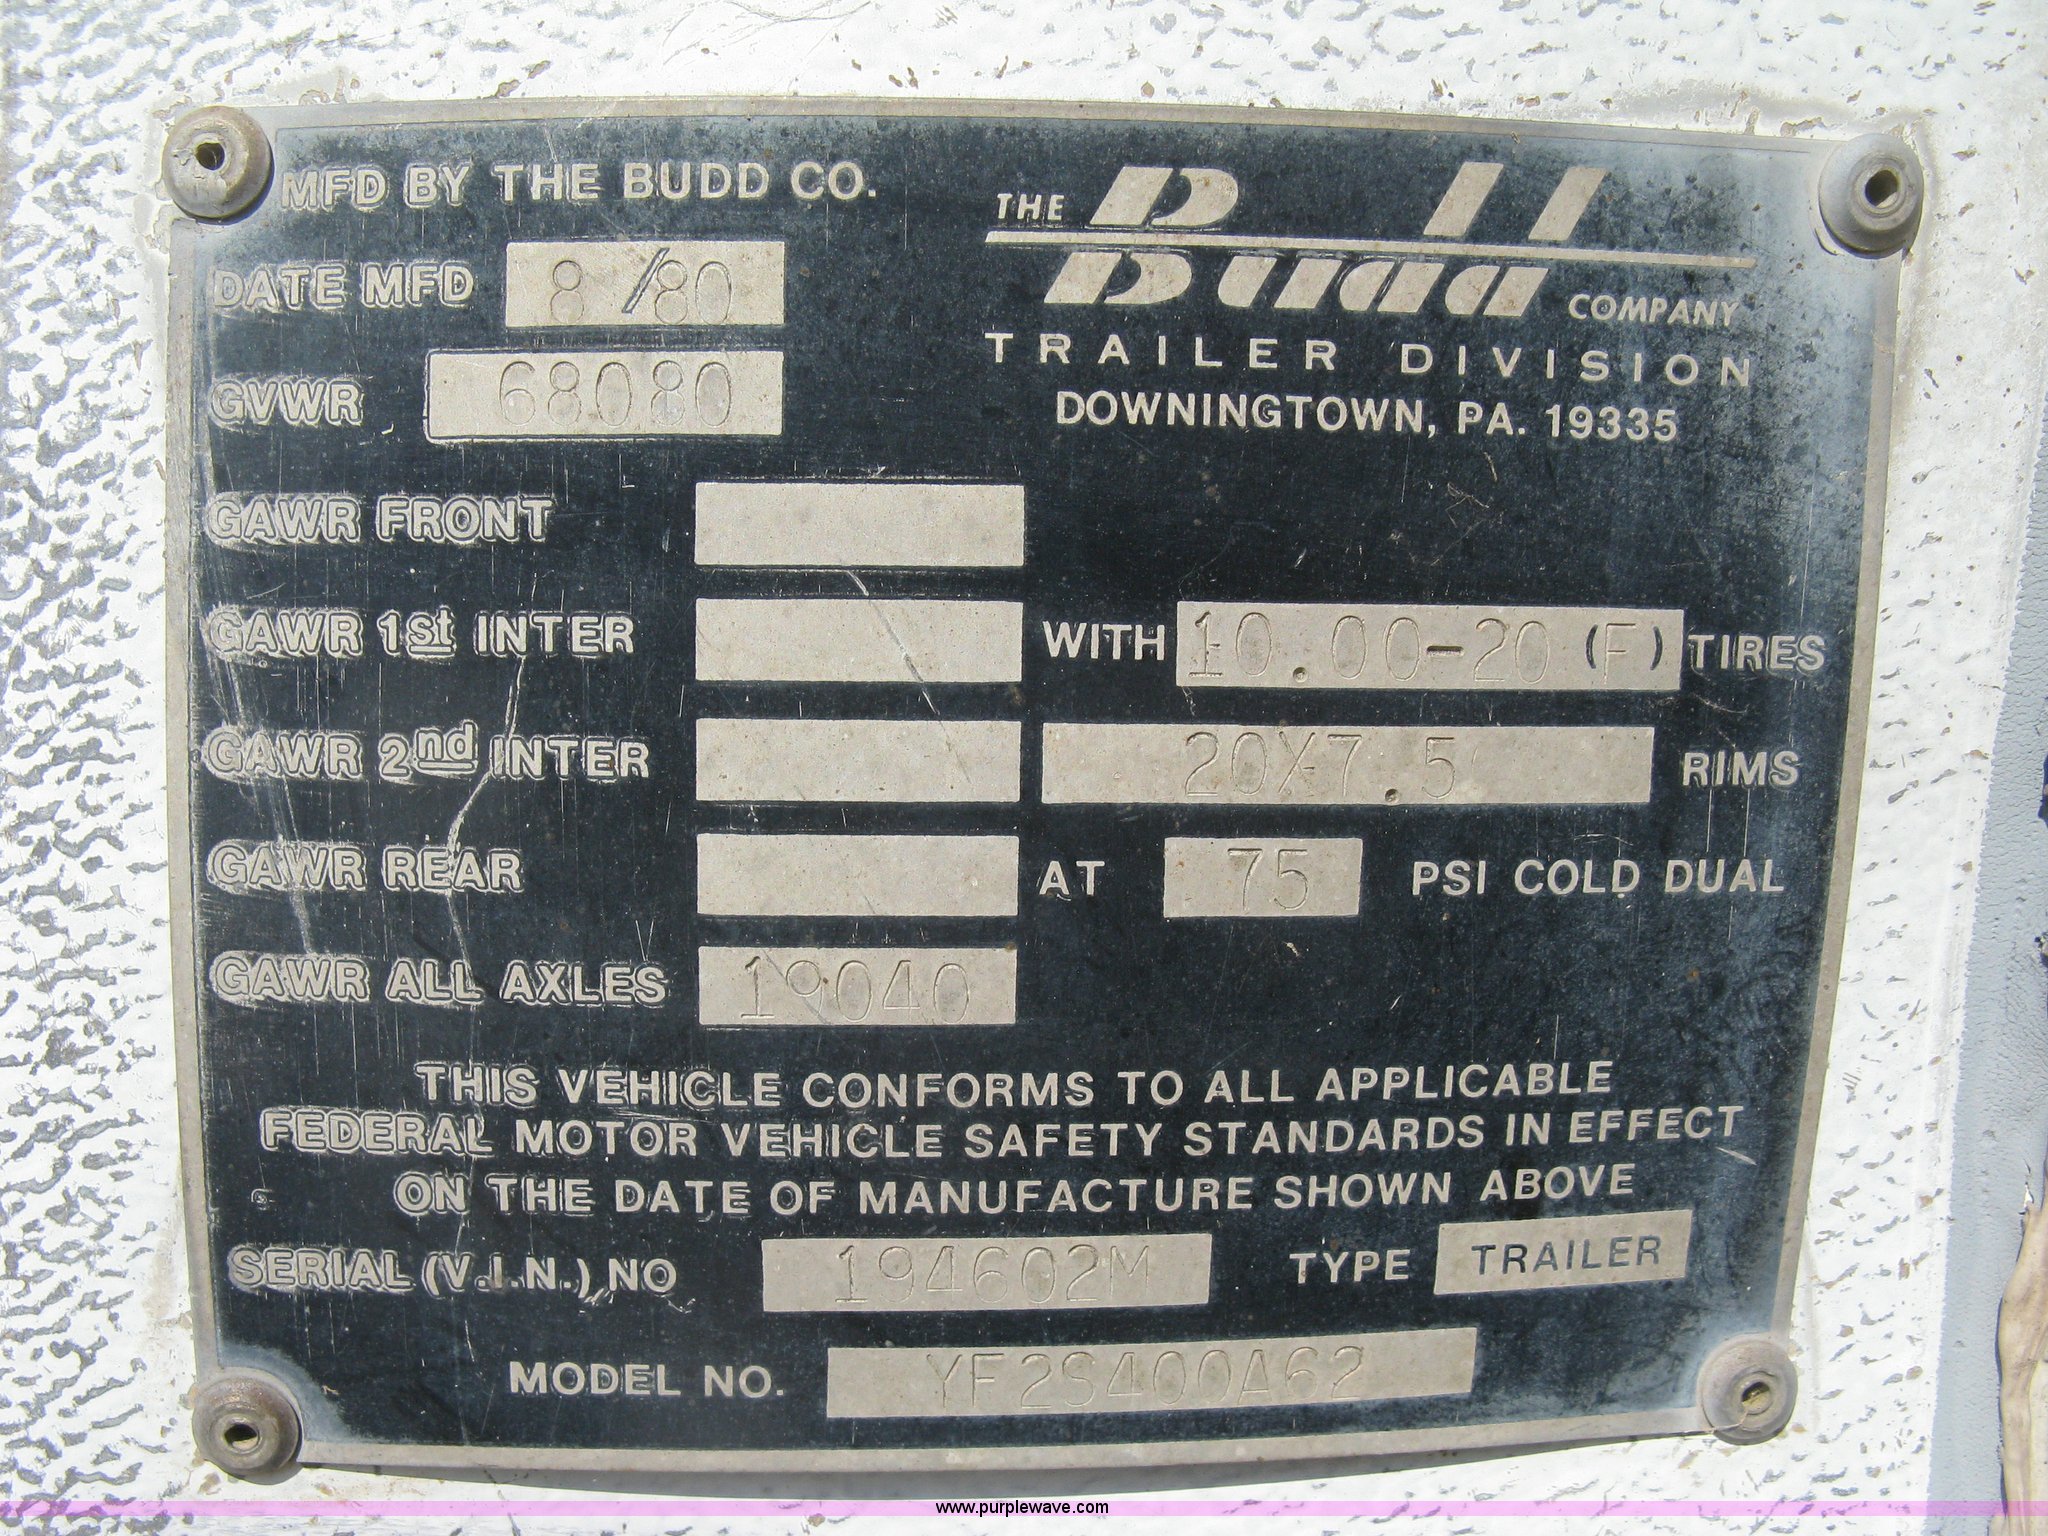 MFD BY THE BUDD CO.
THE Budd COMPANY
TRAILER DIVISION
DOWNINGTOWN, PA. 19335
DATE MFD 8/80
GVWR 68080
GAWR FRONT
GAWR 1st INTER WITH 10.00-20(F) TIRES
GAWR 2nd INTER 20X7.5 RIMS
GAWR REAR AT 75 PSI COLD DUAL
GAWR ALL AXLES 19040
THIS VEHICLE CONFORMS TO ALL APPLICABLE
FEDERAL MOTOR VEHICLE SAFETY STANDARDS IN EFFECT
ON THE DATE OF MANUFACTURE SHOWN ABOVE
SERIAL (V.I.N.) NO 194602M TYPE TRAILER
MODEL NO. YF2S400A62
www.purplewave.com